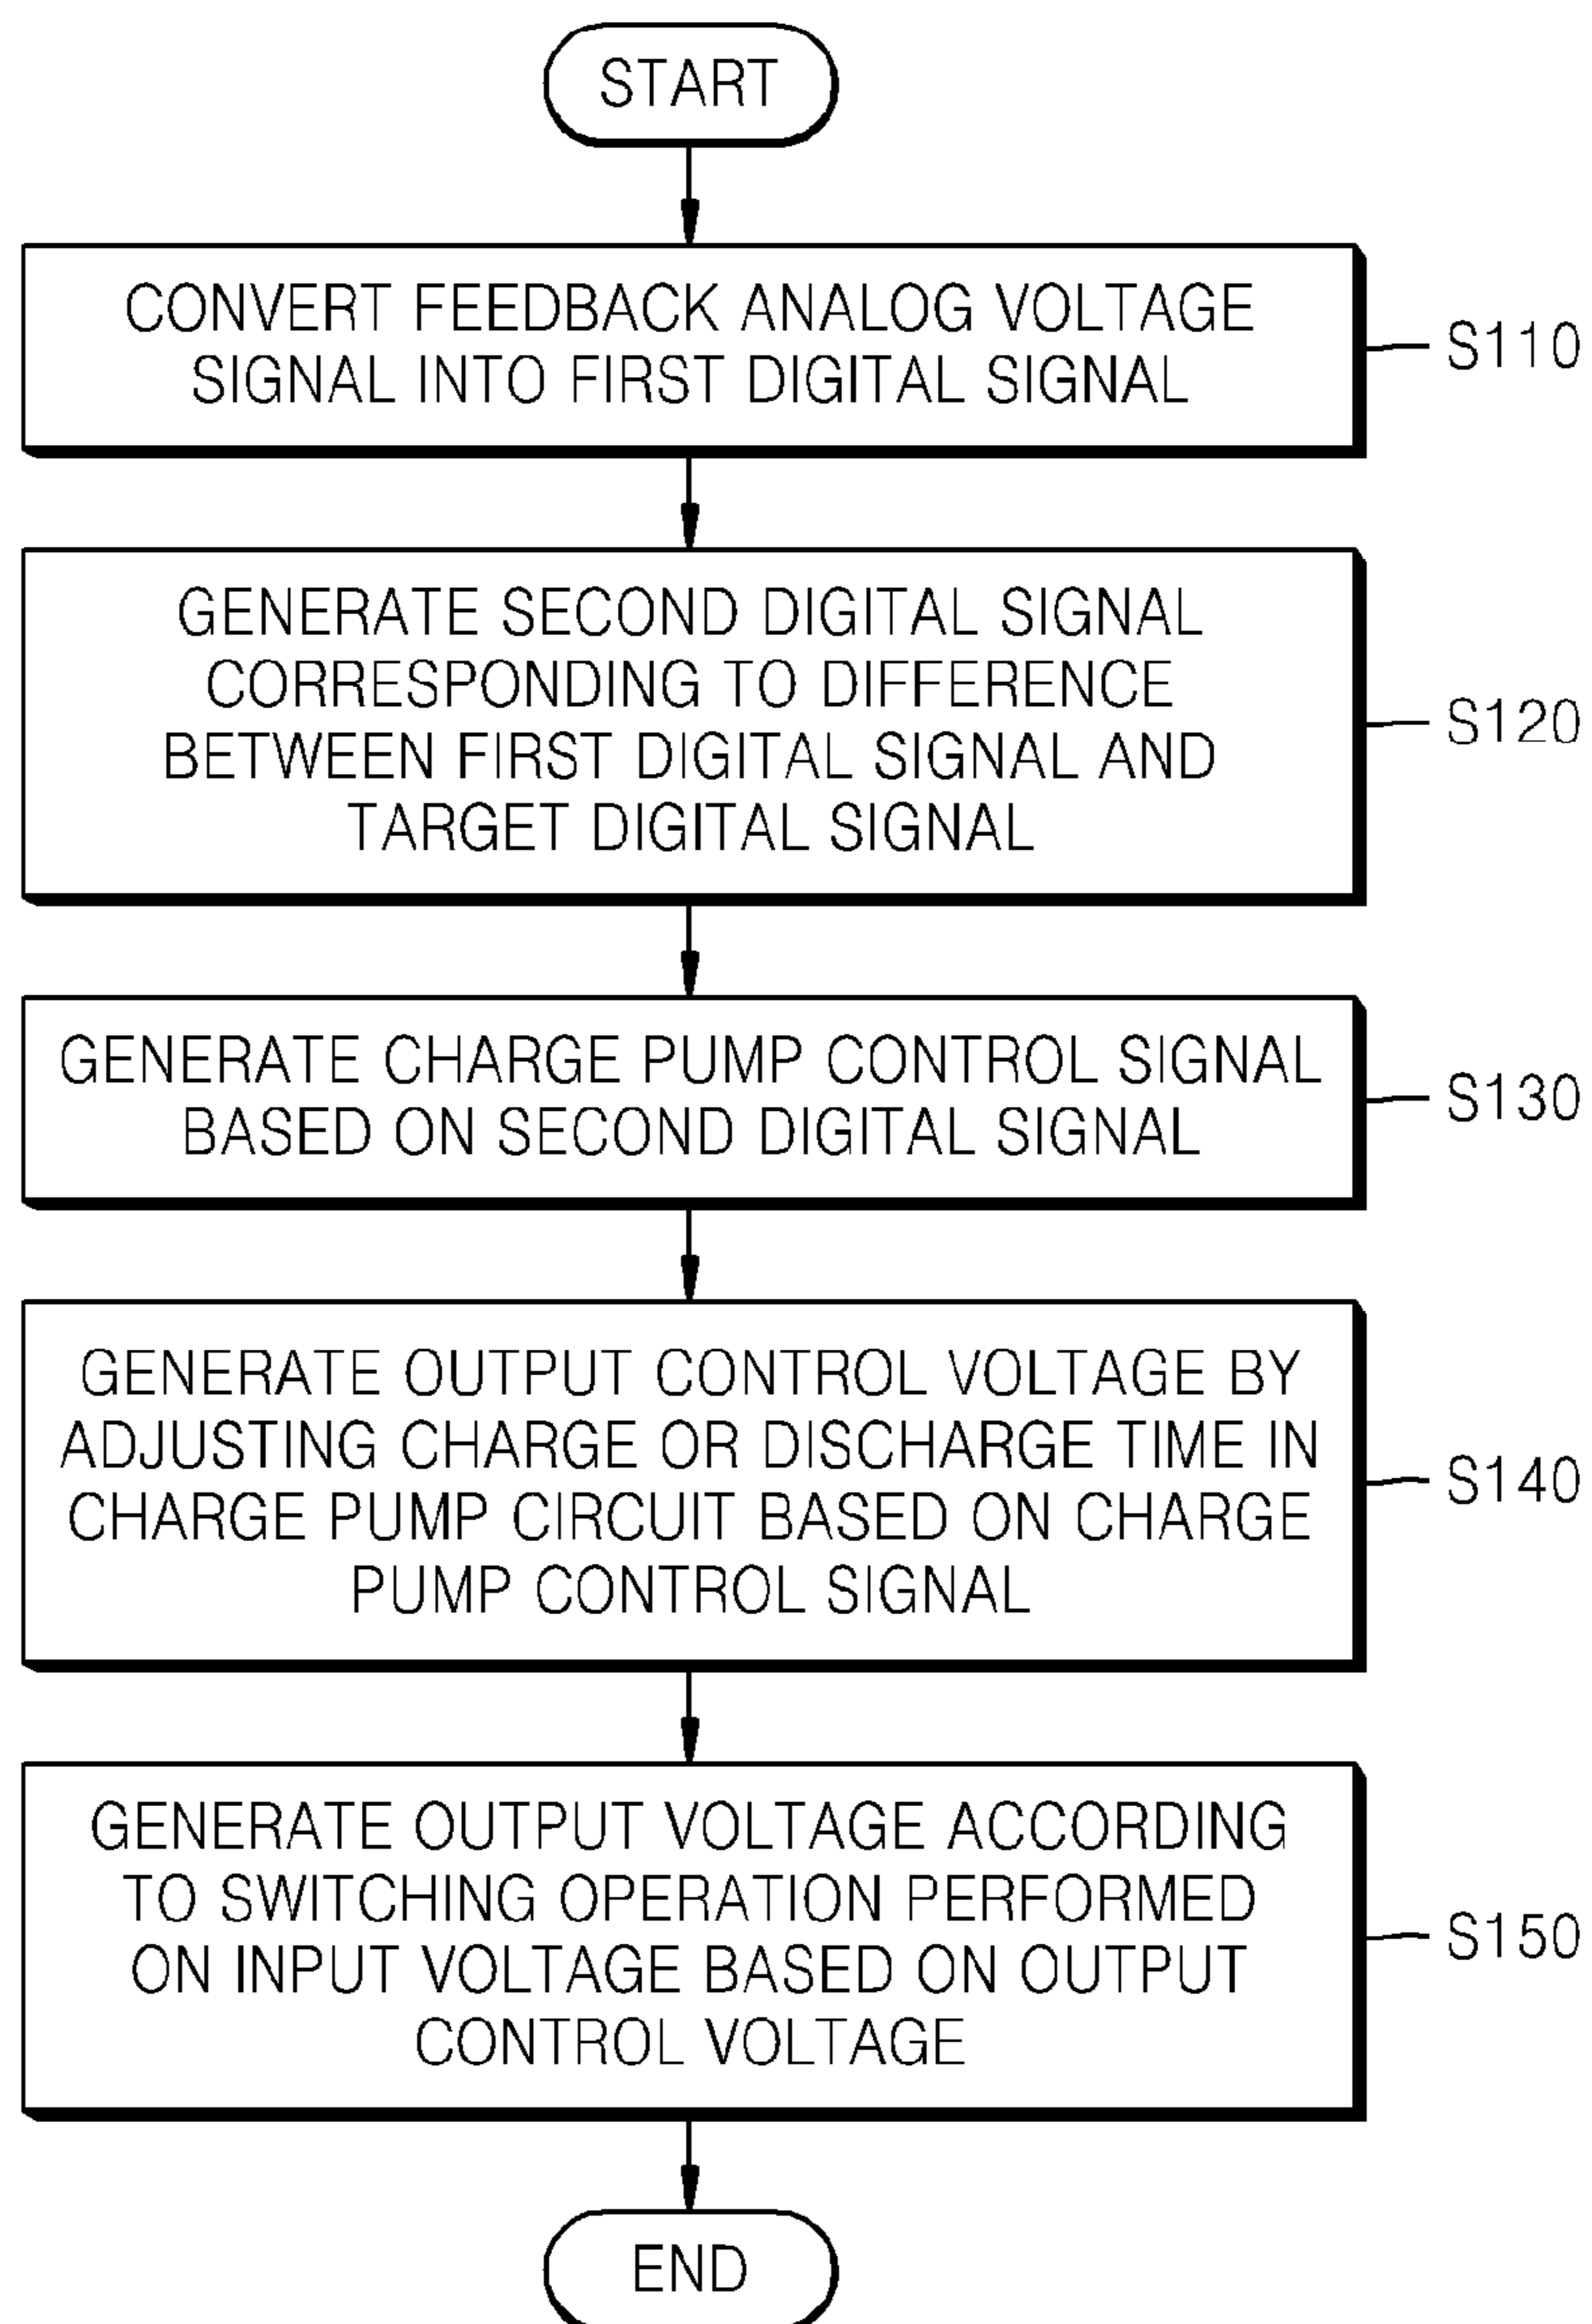 START
CONVERT FEEDBACK ANALOG VOLTAGE
SIGNAL INTO FIRST DIGITAL SIGNAL
S110
GENERATE SECOND DIGITAL SIGNAL
CORRESPONDING TO DIFFERENCE
BETWEEN FIRST DIGITAL SIGNAL AND
TARGET DIGITAL SIGNAL
S120
GENERATE CHARGE PUMP CONTROL SIGNAL
BASED ON SECOND DIGITAL SIGNAL
S130
GENERATE OUTPUT CONTROL VOLTAGE BY
ADJUSTING CHARGE OR DISCHARGE TIME IN
CHARGE PUMP CIRCUIT BASED ON CHARGE
PUMP CONTROL SIGNAL
S140
GENERATE OUTPUT VOLTAGE ACCORDING
TO SWITCHING OPERATION PERFORMED
ON INPUT VOLTAGE BASED ON OUTPUT
CONTROL VOLTAGE
S150
END